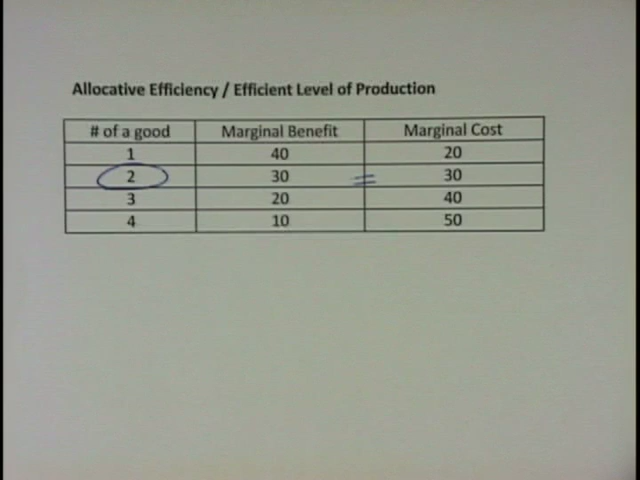 Allocative Efficiency / Efficient Level of Production
# of a good Marginal Benefit Marginal Cost
1 40 20
2 30 = 30
3 20 40
4 10 50